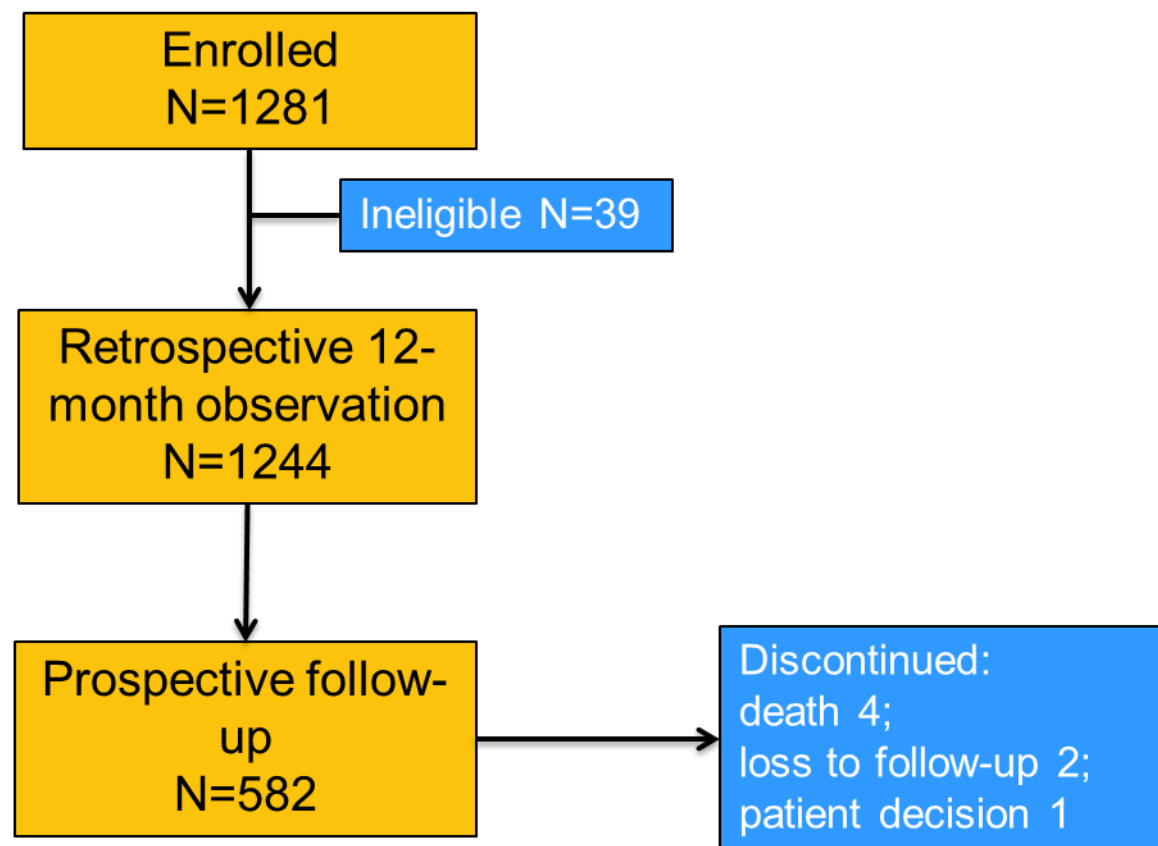 Enrolled
N=1281
Ineligible N=39
Retrospective 12-
month observation
N=1244
Prospective follow-
up
N=582
Discontinued:
death 4;
loss to follow-up 2;
patient decision 1